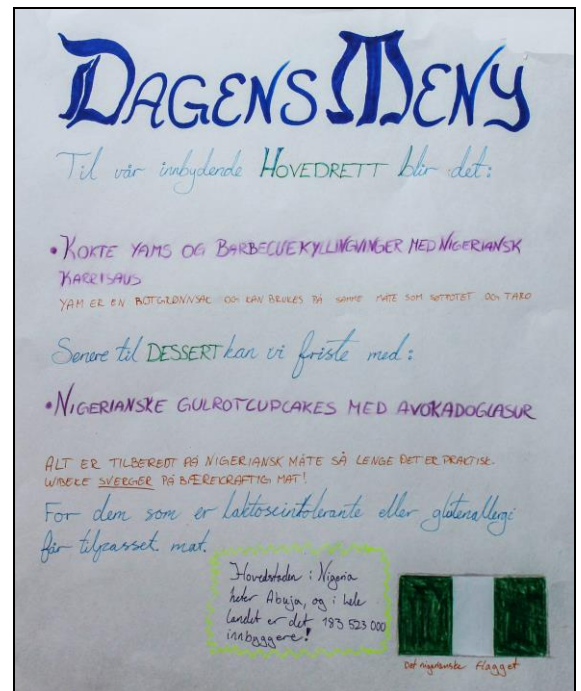 DAGENS MENY
Til vår innbydende HOVEDRETT blir det:
• KOKTE YAMS OG BARBECUEKYLLINGVINGER MED NIGERIANSK
KARRISAUS
YAM ER EN ROTGRØNNSAK OG KAN BRUKES PÅ SAMME MÅTE SOM SØTPOTET OG TARO
Senere til DESSERT kan vi friste med:
• NIGERIANSKE GULROTCUPCAKES MED AVOKADOGLASUR
ALT ER TILBEREDT PÅ NIGERIANSK MÅTE SÅ LENGE DET ER PRAKTISK.
WIBEKE SVERGER PÅ BÆREKRAFTIG MAT!
For dem som er laktoseintolerante eller glutenallergi
får tilpasset mat.
Hovedstaden i Nigeria
heter Abuja, og i hele
landet er det 183 523 000
innbyggere!
Det nigerianske flagget